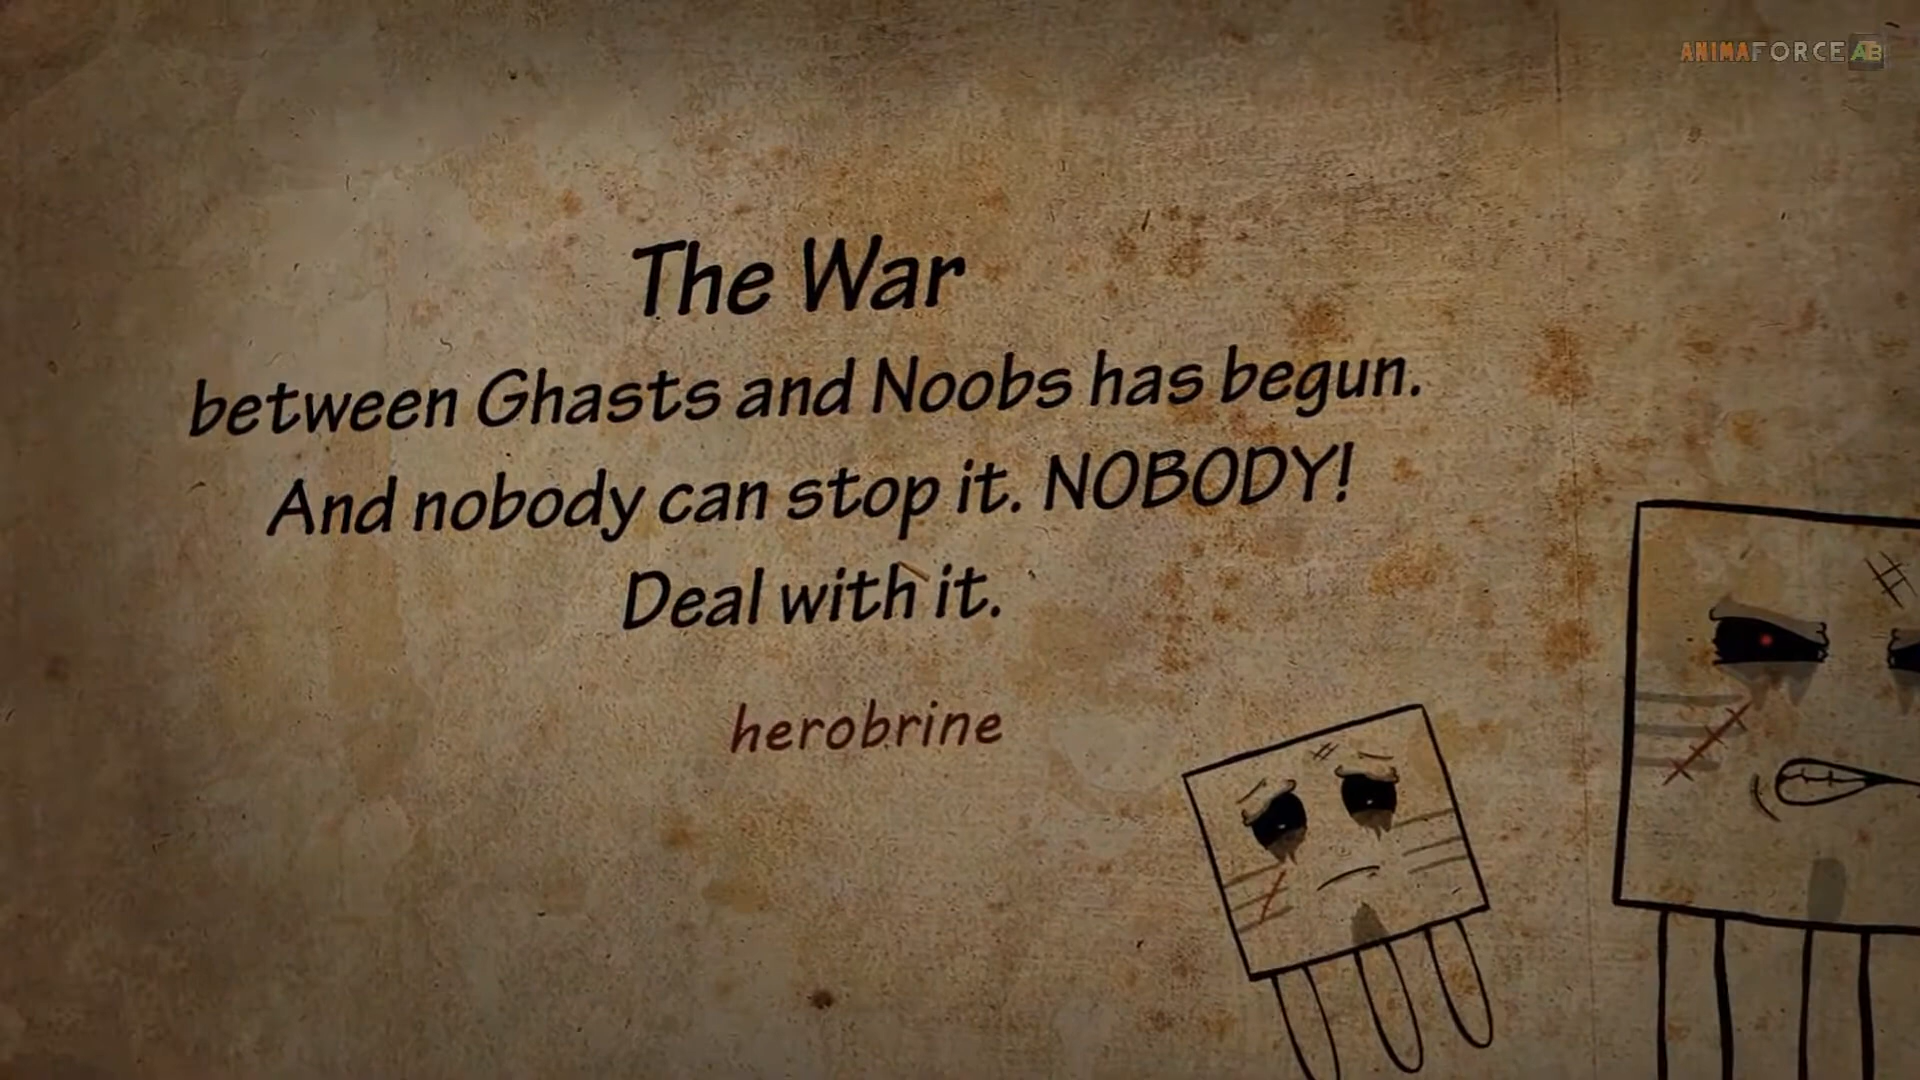 ANIMAFORCE AB
The War
between Ghasts and Noobs has begun.
And nobody can stop it. NOBODY!
Deal with it.
herobrine